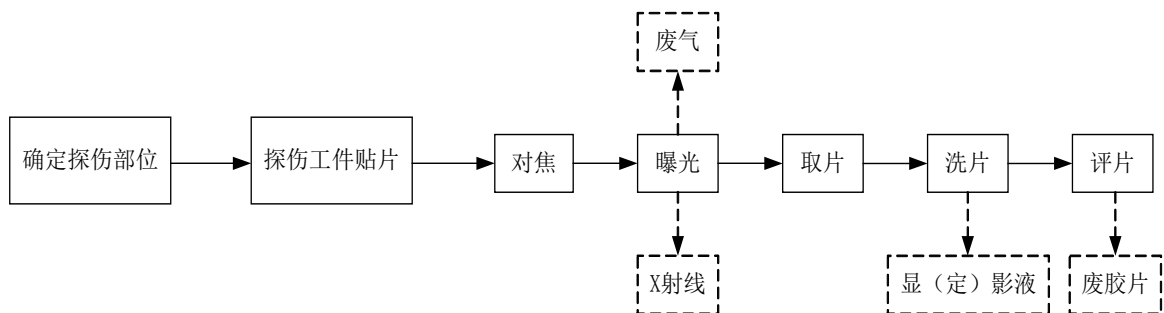 废气
确定探伤部位
探伤工件贴片
对焦
曝光
取片
洗片
评片
X射线
显（定）影液
废胶片